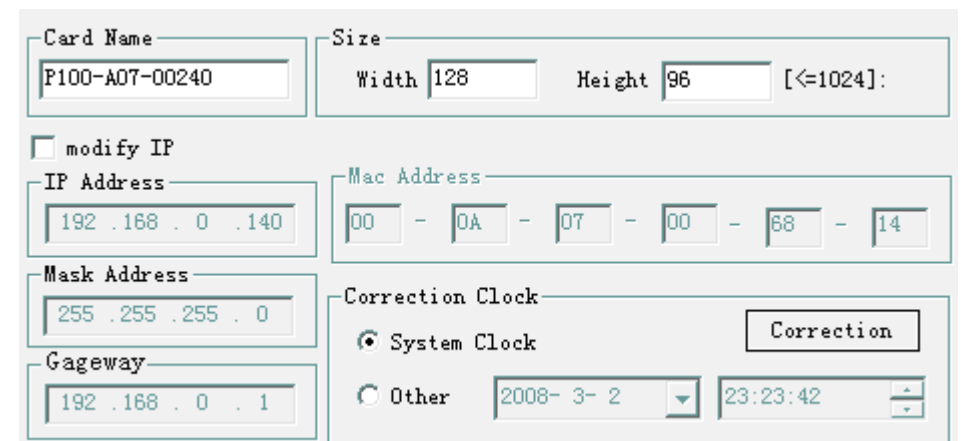 Card Name
P100-A07-00240
Size
Width 128 Height 96 [<=1024]:
modify IP
IP Address
192 .168 . 0 .140
Mac Address
00 - 0A - 07 - 00 - 68 - 14
Mask Address
255 .255 .255 . 0
Correction Clock
System Clock
Correction
Gageway
192 .168 . 0 . 1
Other 2008- 3- 2 23:23:42